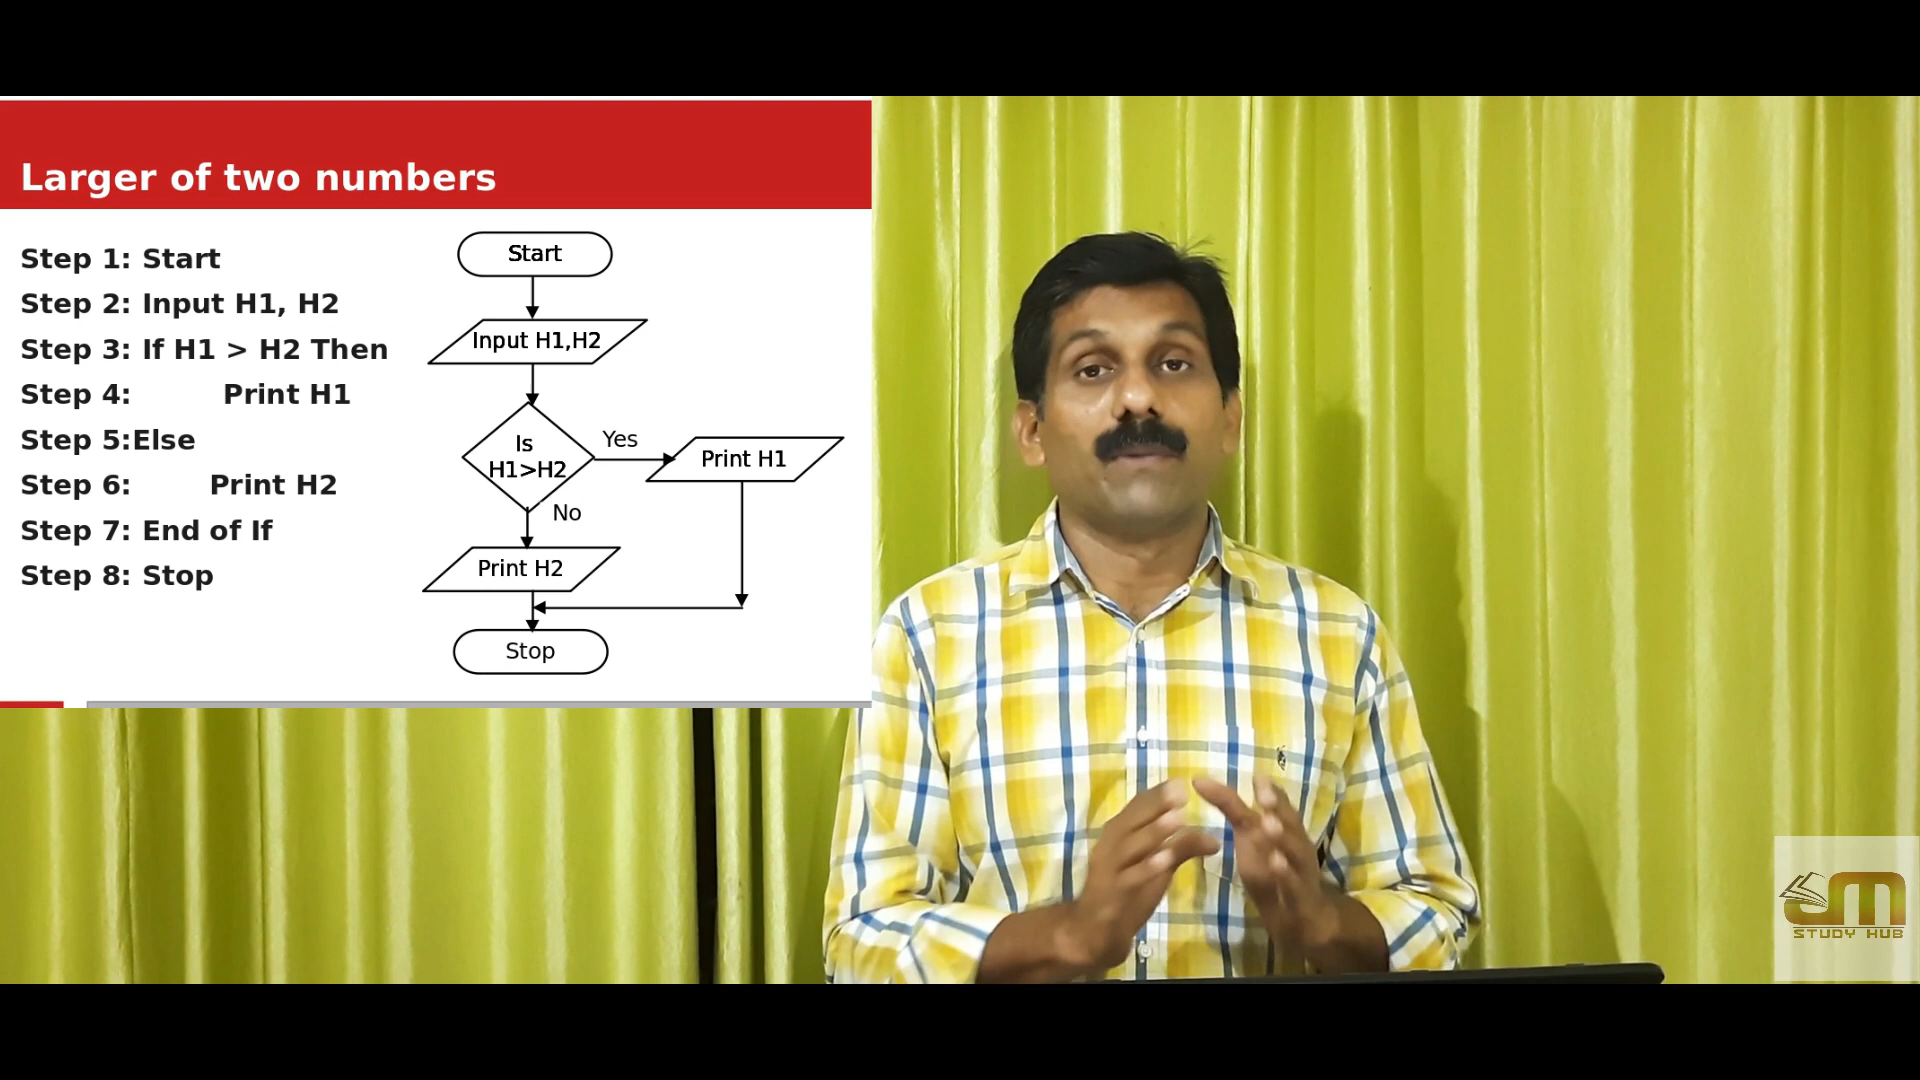 Larger of two numbers
Step 1: Start
Step 2: Input H1, H2
Step 3: If H1 > H2 Then
Step 4: Print H1
Step 5:Else
Step 6: Print H2
Step 7: End of If
Step 8: Stop
Start
Input H1,H2
Is
H1>H2
Yes
Print H1
No
Print H2
Stop
STUDY HUB